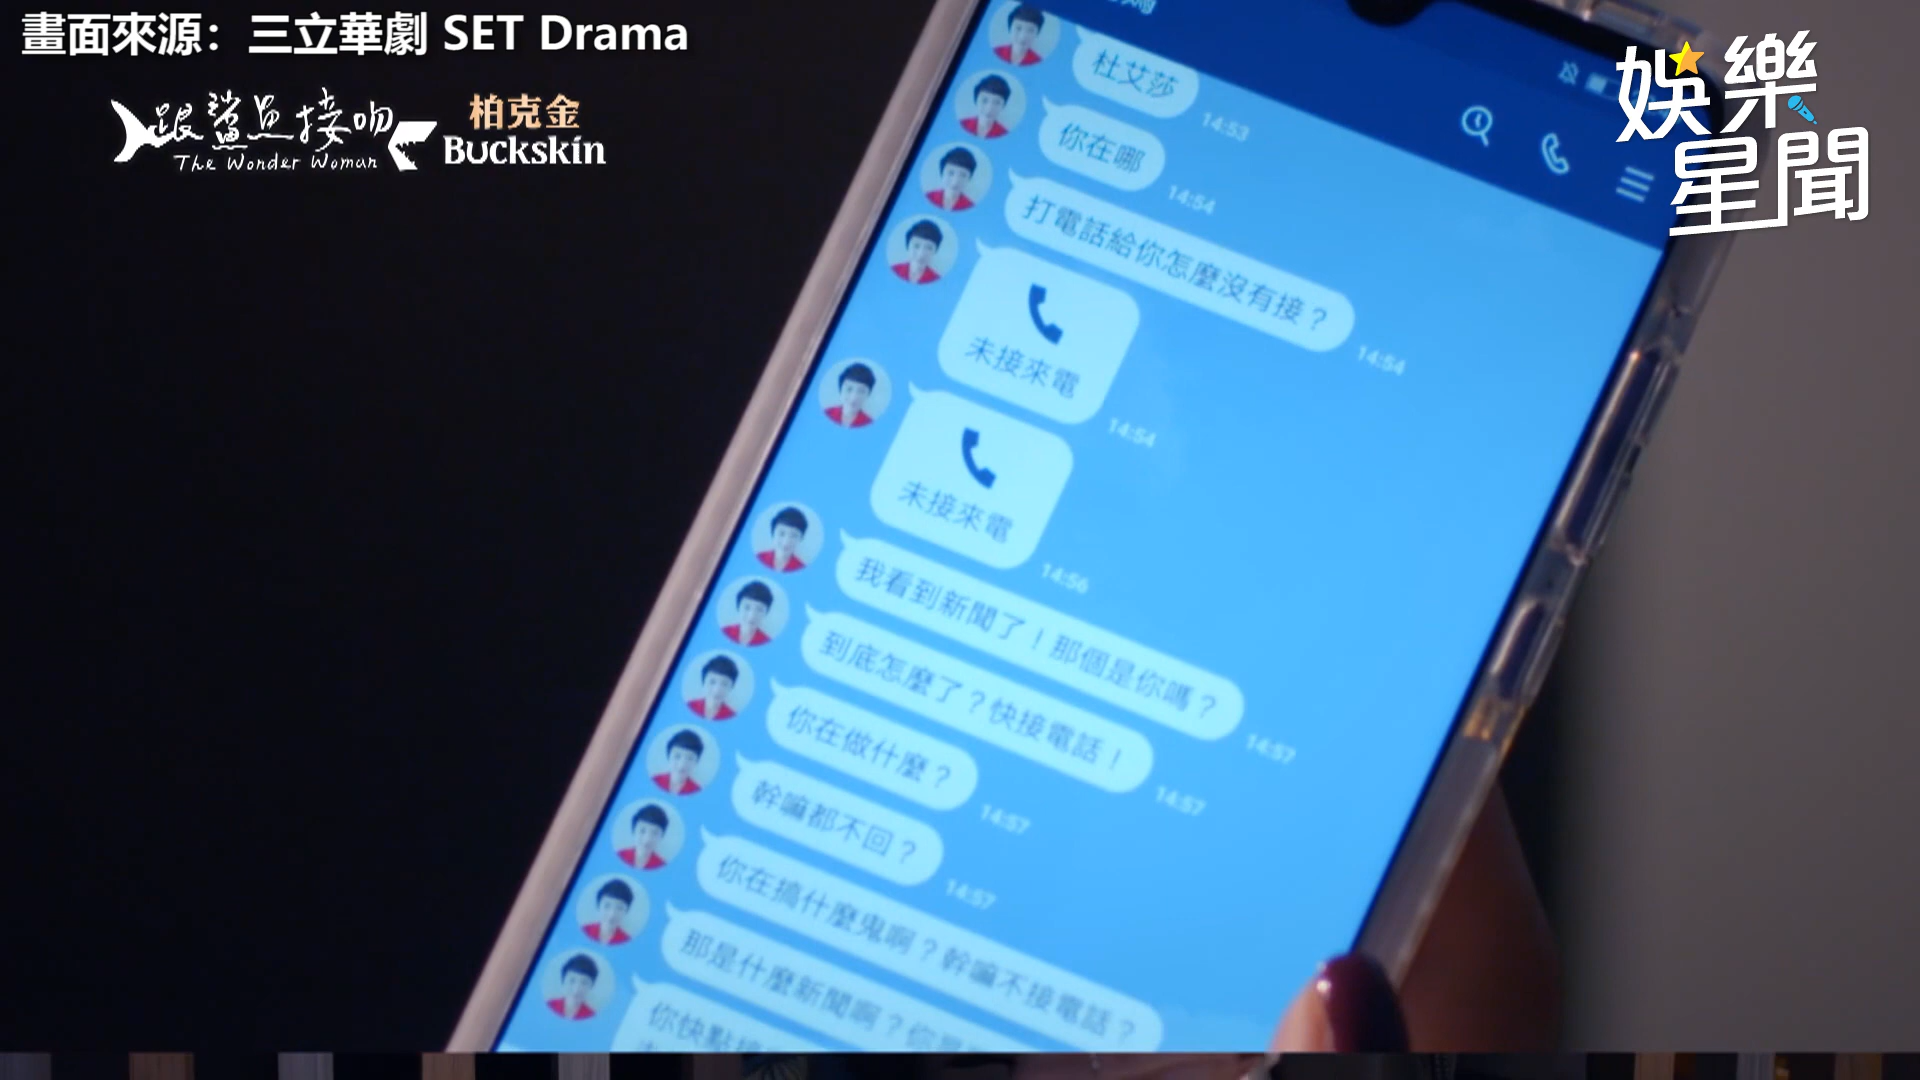 畫面來源：三立華劇 SET Drama
跟鯊魚接吻
The Wonder Woman
柏克金
Buckskin
娛樂
星聞
杜艾莎
14:53
你在哪
14:54
打電話給你怎麼沒有接？
14:54
未接來電
14:54
未接來電
14:56
我看到新聞了！那個是你嗎？
14:57
到底怎麼了？快接電話！
14:57
你在做什麼？
14:57
幹嘛都不回？
14:57
你在搞什麼鬼啊？幹嘛不接電話？
那是什麼新聞啊？你是
你快點接